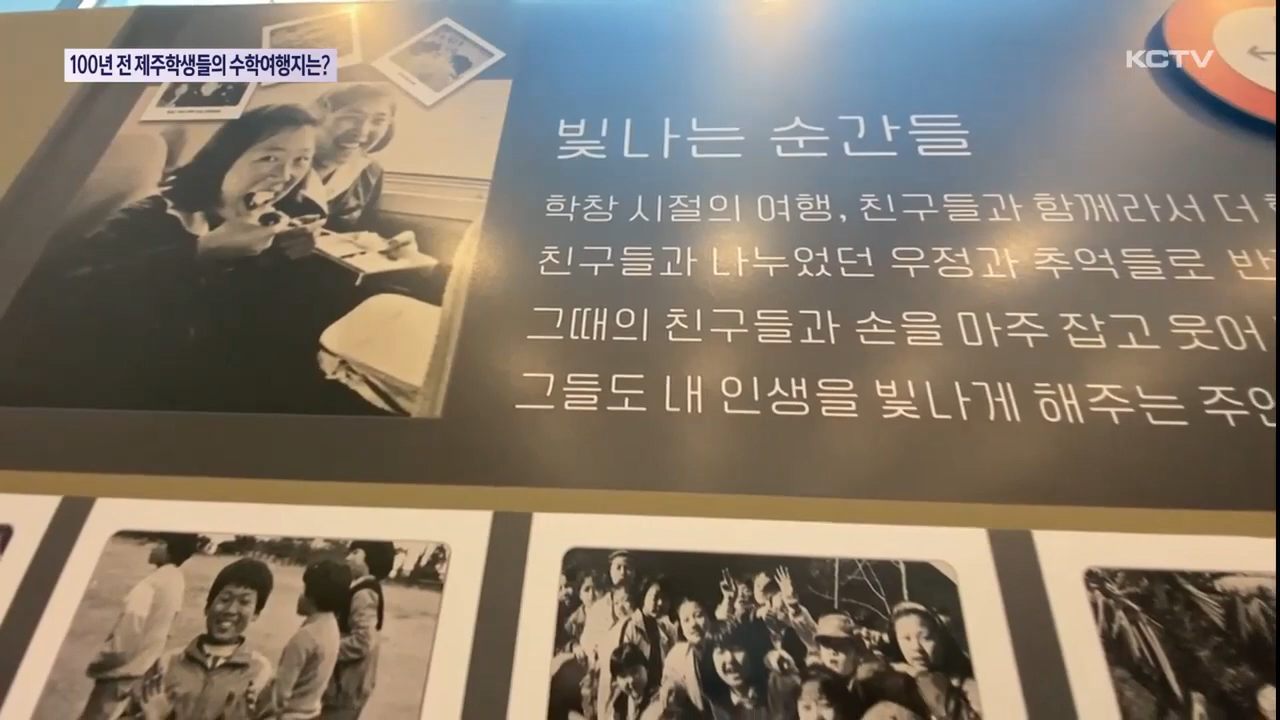 100년 전 제주학생들의 수학여행지는?
KCTV
빛나는 순간들
학창 시절의 여행, 친구들과 함께라서 더
친구들과 나누었던 우정과 추억들로
그때의 친구들과 손을 마주 잡고 웃어
그들도 내 인생을 빛나게 해주는